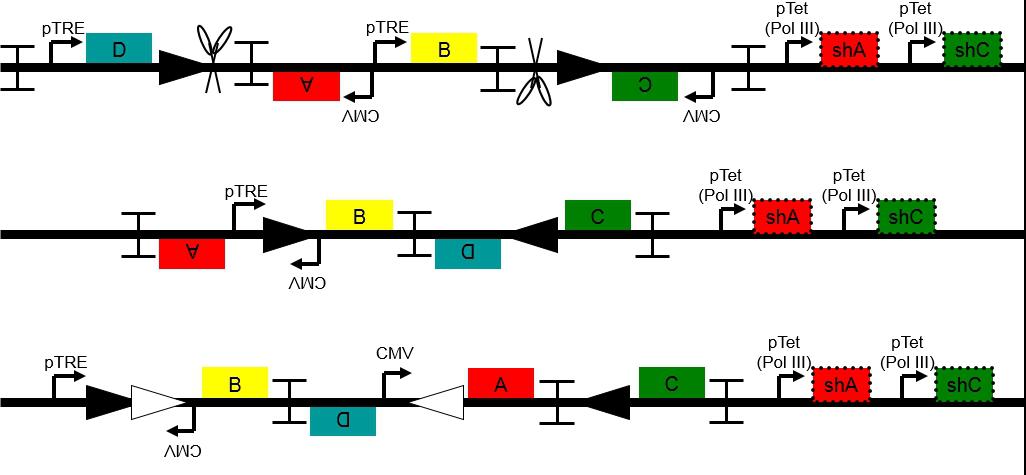 pTRE
D
A
pTRE
B
CMV
C
CMV
pTet
(Pol III)
shA
pTet
(Pol III)
shC
A
pTRE
CMV
B
D
C
pTet
(Pol III)
shA
pTet
(Pol III)
shC
pTRE
CMV
B
D
CMV
A
C
pTet
(Pol III)
shA
pTet
(Pol III)
shC